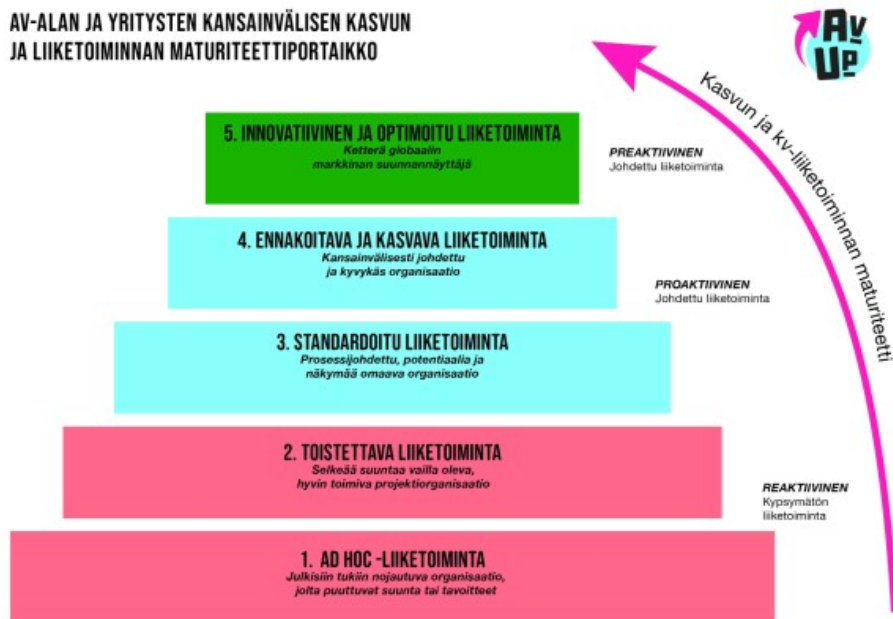 AV-ALAN JA YRITYSTEN KANSAINVÄLISEN KASVUN
JA LIIKETOIMINNAN MATURITEETTIPORTAIKKO
AV
UP
Kasvun ja kv-liiketoiminnan maturiteetti
5. INNOVATIIVINEN JA OPTIMOITU LIIKETOIMINTA
Ketterä globaalin
markkinan suunnannäyttäjä
PREAKTIIVINEN
Johdettu liiketoiminta
4. ENNAKOITAVA JA KASVAVA LIIKETOIMINTA
Kansainvälisesti johdettu
ja kyvykäs organisaatio
PROAKTIIVINEN
Johdettu liiketoiminta
3. STANDARDOITU LIIKETOIMINTA
Prosessijohdettu, potentiaalia ja
näkymää omaava organisaatio
2. TOISTETTAVA LIIKETOIMINTA
Selkeää suuntaa vailla oleva,
hyvin toimiva projektiorganisaatio
REAKTIIVINEN
Kypsymätön
liiketoiminta
1. AD HOC -LIIKETOIMINTA
Julkisiin tukiin nojautuva organisaatio,
jolta puuttuvat suunta tai tavoitteet